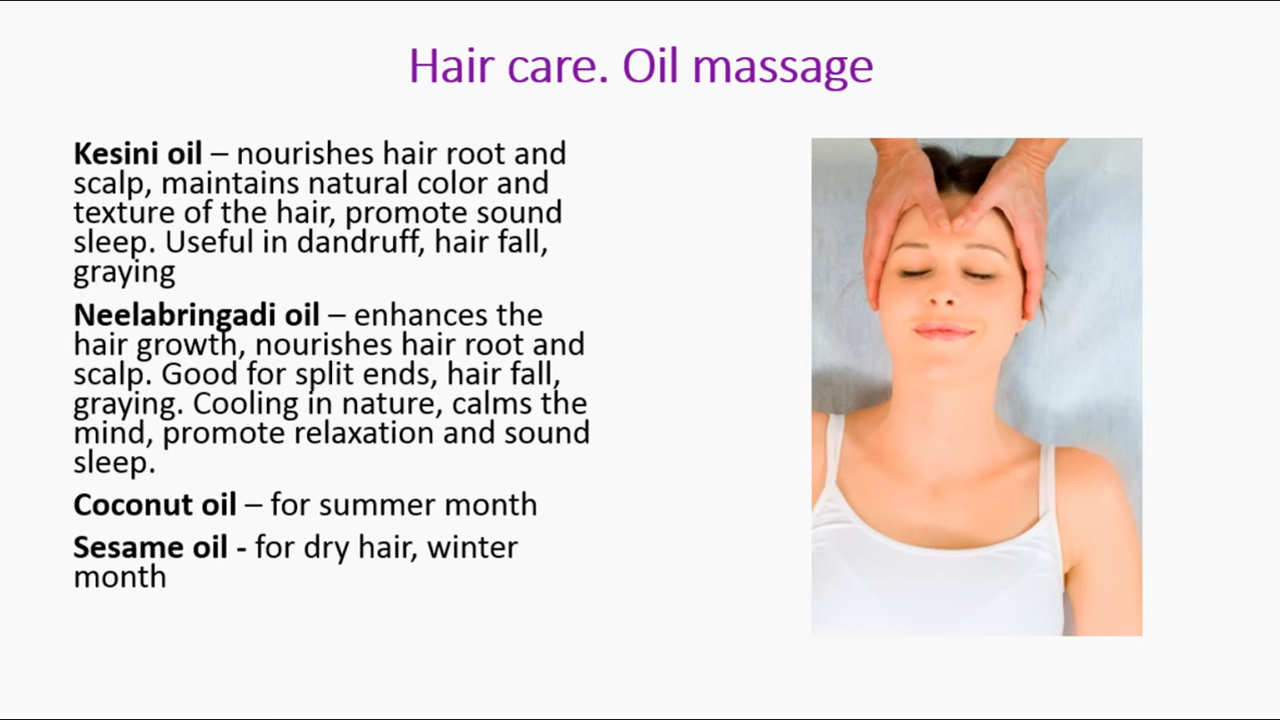 Hair care. Oil massage
Kesini oil – nourishes hair root and
scalp, maintains natural color and
texture of the hair, promote sound
sleep. Useful in dandruff, hair fall,
graying
Neelabringadi oil – enhances the
hair growth, nourishes hair root and
scalp. Good for split ends, hair fall,
graying. Cooling in nature, calms the
mind, promote relaxation and sound
sleep.
Coconut oil – for summer month
Sesame oil - for dry hair, winter
month